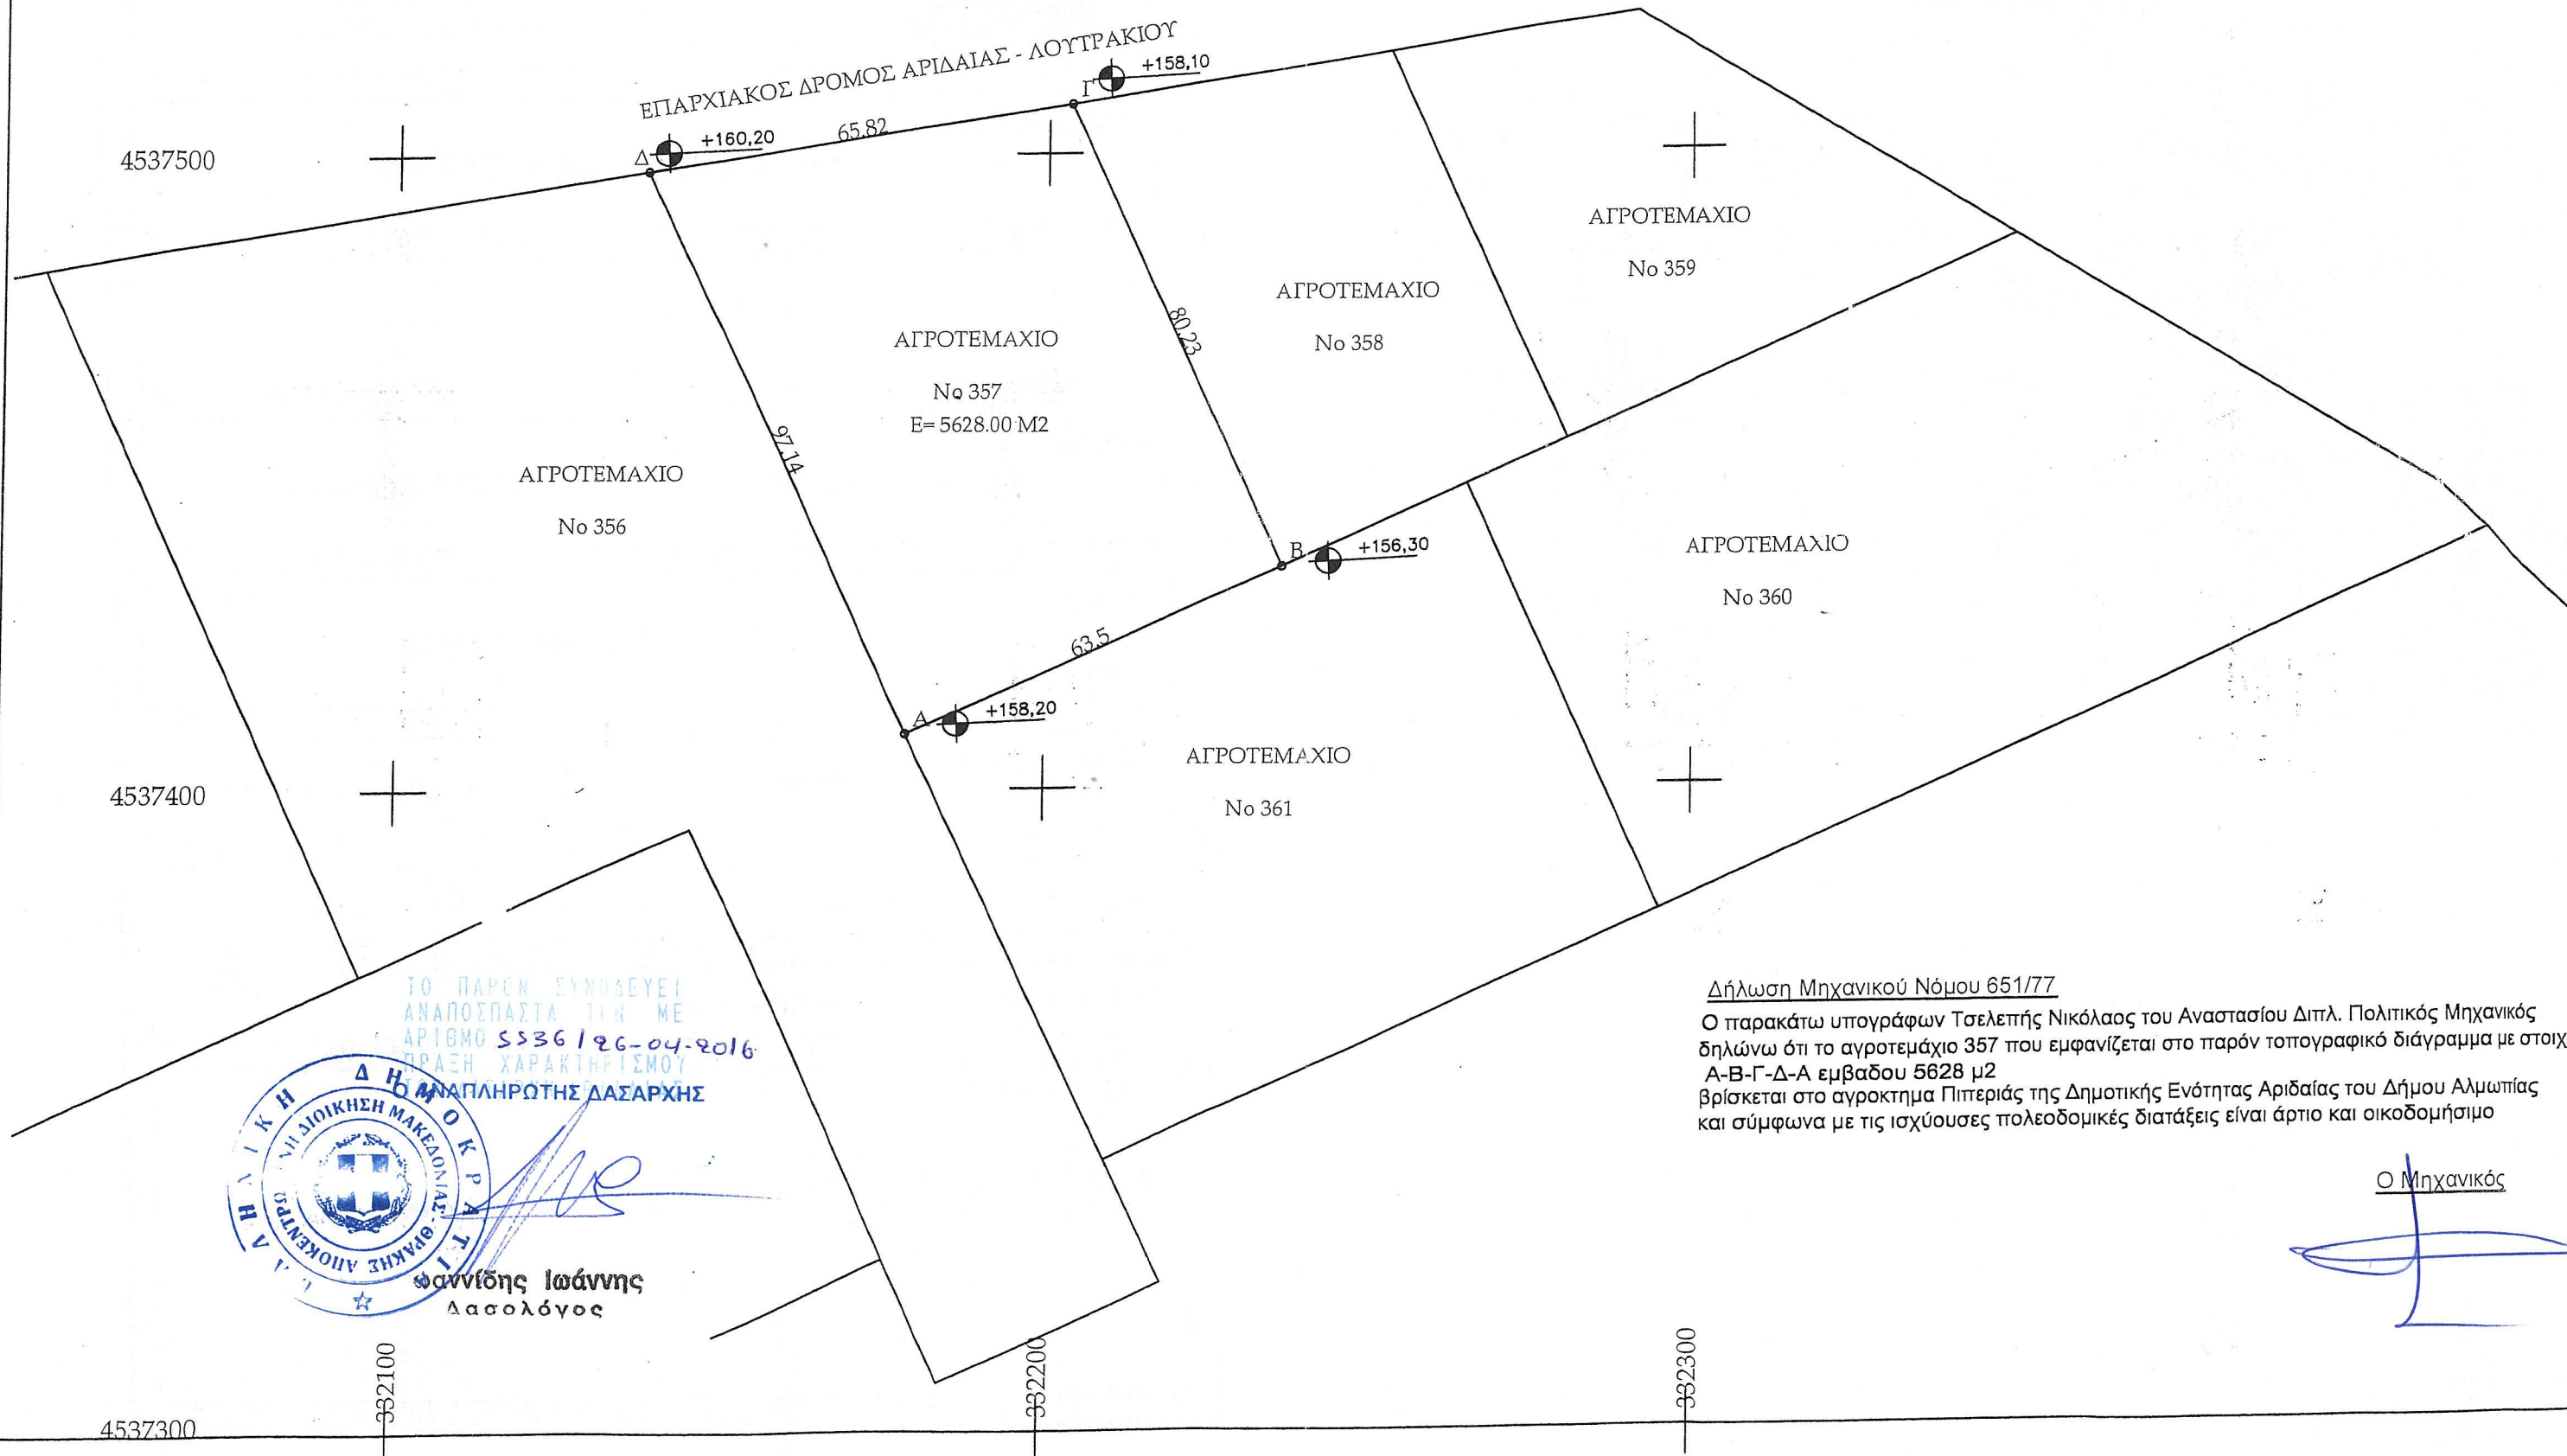 ΕΠΑΡΧΙΑΚΟΣ ΔΡΟΜΟΣ ΑΡΙΔΑΙΑΣ - ΛΟΥΤΡΑΚΙΟΥ
Γ
+158,10
Δ
+160,20
65.82
4537500
ΑΓΡΟΤΕΜΑΧΙΟ
Νο 359
ΑΓΡΟΤΕΜΑΧΙΟ
Νο 358
80.23
ΑΓΡΟΤΕΜΑΧΙΟ
Νο 357
Ε= 5628.00 Μ2
97.14
ΑΓΡΟΤΕΜΑΧΙΟ
Νο 356
Β
+156,30
ΑΓΡΟΤΕΜΑΧΙΟ
Νο 360
63.5
Α
+158,20
ΑΓΡΟΤΕΜΑΧΙΟ
Νο 361
4537400
ΤΟ ΠΑΡΟΝ ΣΥΝΟΔΕΥΕΙ
ΑΝΑΠΟΣΠΑΣΤΑ ΤΗΝ ΜΕ
ΑΡΙΘΜΟ 5536 / 26-04-2016
ΠΡΑΞΗ ΧΑΡΑΚΤΗΡΙΣΜΟΥ
Ο ΑΝΑΠΛΗΡΩΤΗΣ ΔΑΣΑΡΧΗΣ
ΕΛΛΗΝΙΚΗ ΔΗΜΟΚΡΑΤΙΑ
ΔΙΟΙΚΗΣΗ ΜΑΚΕΔΟΝΙΑΣ - ΘΡΑΚΗΣ
ωαννίδης Ιωάννης
Δασολόγος
Δήλωση Μηχανικού Νόμου 651/77
Ο παρακάτω υπογράφων Τσελεπής Νικόλαος του Αναστασίου Διπλ. Πολιτικός Μηχανικός
δηλώνω ότι το αγροτεμάχιο 357 που εμφανίζεται στο παρόν τοπογραφικό διάγραμμα με στοιχ
Α-Β-Γ-Δ-Α εμβαδου 5628 μ2
βρίσκεται στο αγροκτημα Πιπεριάς της Δημοτικής Ενότητας Αριδαίας του Δήμου Αλμωπίας
και σύμφωνα με τις ισχύουσες πολεοδομικές διατάξεις είναι άρτιο και οικοδομήσιμο
Ο Μηχανικός
332100
332200
332300
4537300